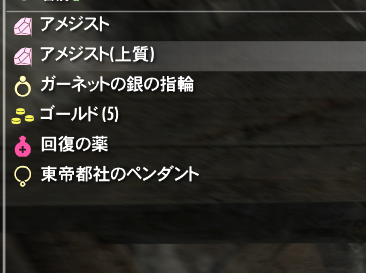 アメジスト
アメジスト(上質)
ガーネットの銀の指輪
ゴールド(5)
回復の薬
東帝都社のペンダント